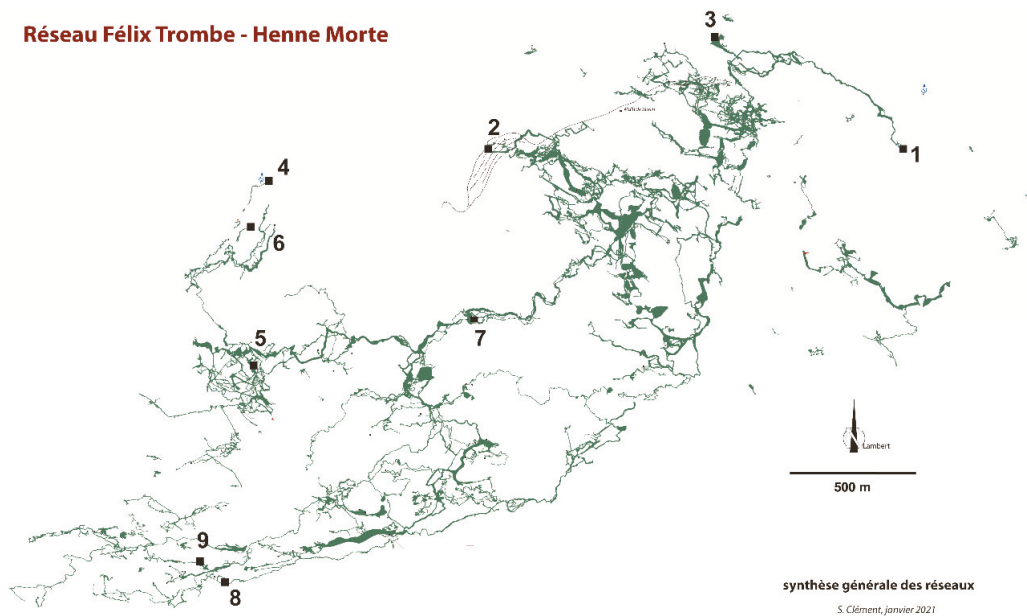 Réseau Félix Trombe - Henne Morte
3
2
1
4
6
5
7
Lambert
500 m
9
8
synthèse générale des réseaux
S. Clément, janvier 2021